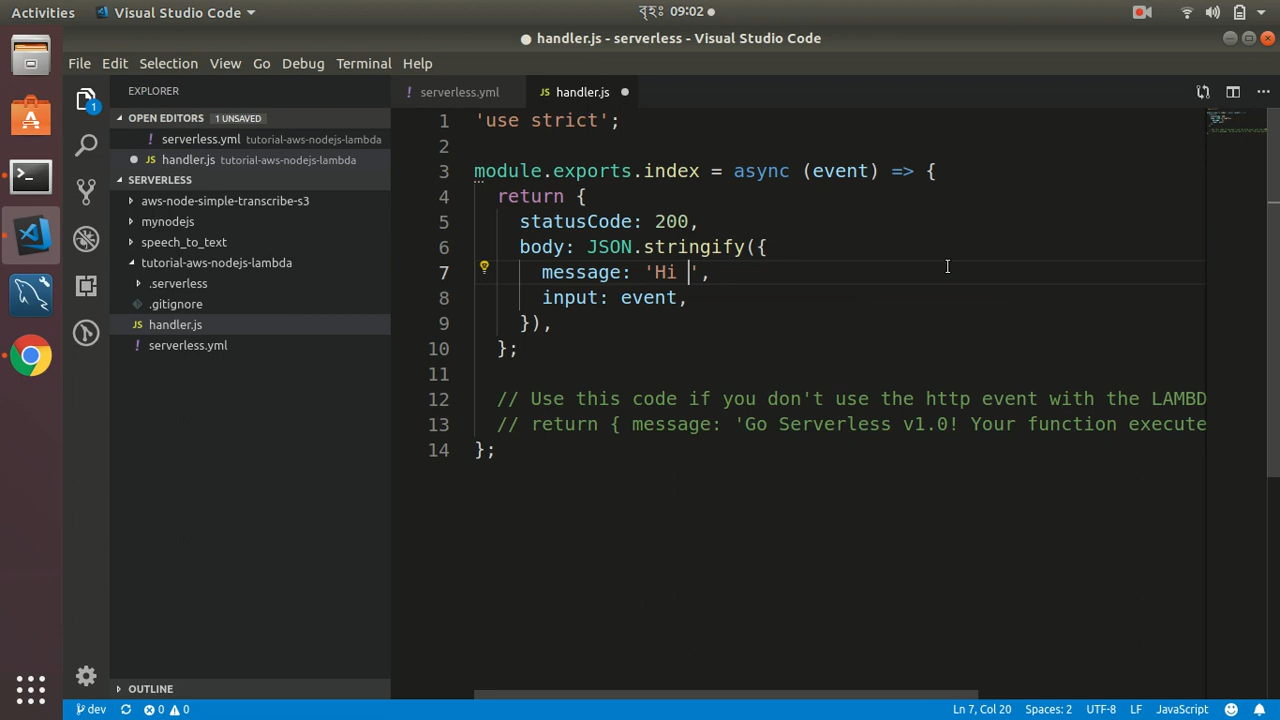 Activities
Visual Studio Code
বৃহঃ 09:02
handler.js - serverless - Visual Studio Code
File Edit Selection View Go Debug Terminal Help
EXPLORER
serverless.yml
JS handler.js
OPEN EDITORS 1 UNSAVED
! serverless.yml tutorial-aws-nodejs-lambda
handler.js tutorial-aws-nodejs-lambda
SERVERLESS
aws-node-simple-transcribe-s3
mynodejs
speech_to_text
tutorial-aws-nodejs-lambda
.serverless
.gitignore
JS handler.js
! serverless.yml
OUTLINE
1 'use strict';
2
3 module.exports.index = async (event) => {
4 return {
5 statusCode: 200,
6 body: JSON.stringify({
7 message: 'Hi ',
8 input: event,
9 }),
10 };
11
12 // Use this code if you don't use the http event with the LAMBD
13 // return { message: 'Go Serverless v1.0! Your function execute
14 };
dev 0 0 Ln 7, Col 20 Spaces: 2 UTF-8 LF JavaScript